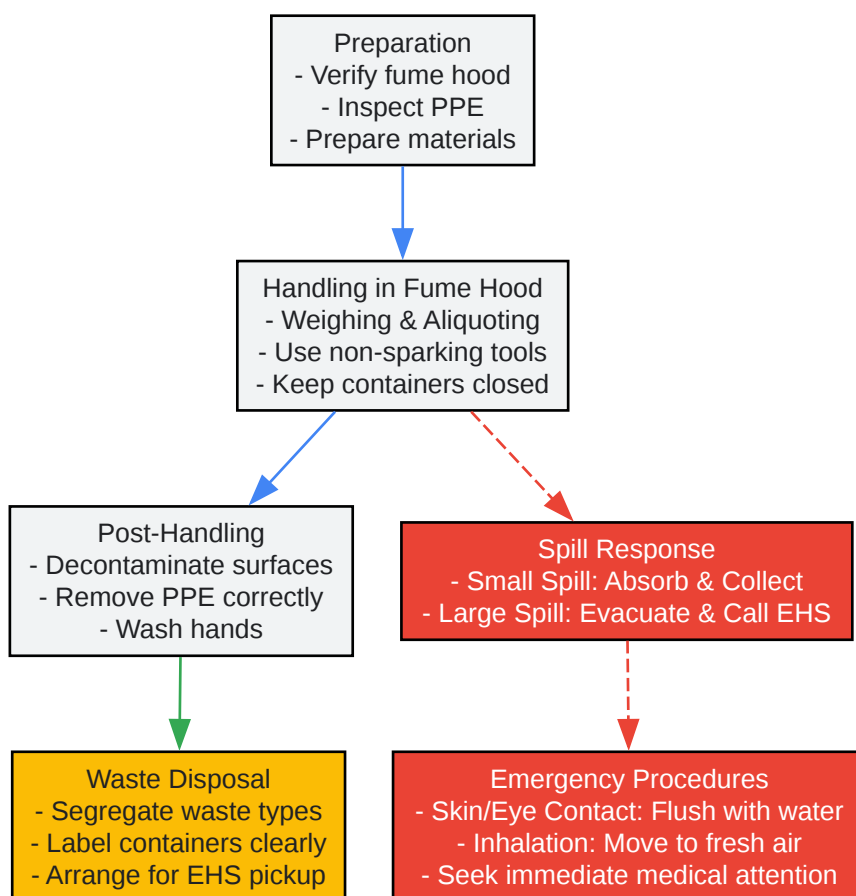 Preparation
- Verify fume hood
- Inspect PPE
- Prepare materials
Handling in Fume Hood
- Weighing & Aliquoting
- Use non-sparking tools
- Keep containers closed
Post-Handling
- Decontaminate surfaces
- Remove PPE correctly
- Wash hands
Spill Response
- Small Spill: Absorb & Collect
- Large Spill: Evacuate & Call EHS
Waste Disposal
- Segregate waste types
- Label containers clearly
- Arrange for EHS pickup
Emergency Procedures
- Skin/Eye Contact: Flush with water
- Inhalation: Move to fresh air
- Seek immediate medical attention